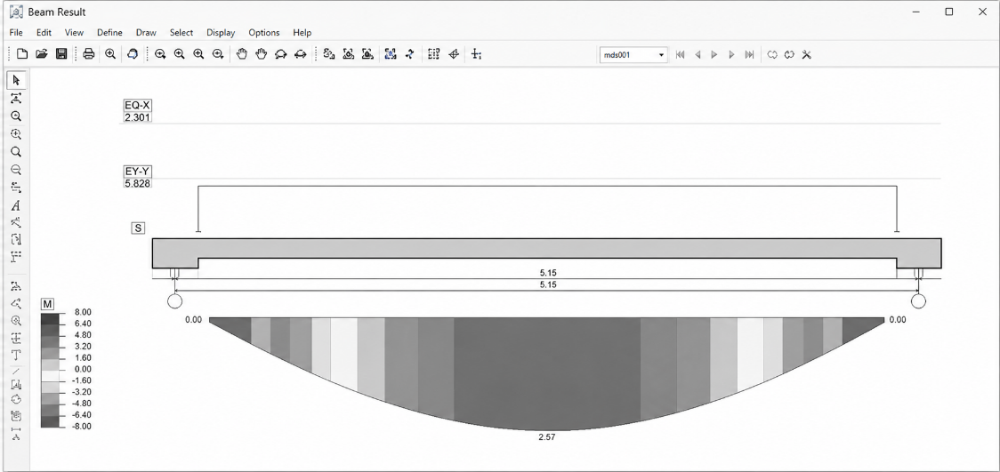 Beam Result
File Edit View Define Draw Select Display Options Help
mds001
EQ-X
2.301
EY-Y
5.828
S
5.15
5.15
M
0.00
0.00
8.00
6.40
4.80
3.20
1.60
0.00
-1.60
-3.20
-4.80
-6.40
-8.00
2.57